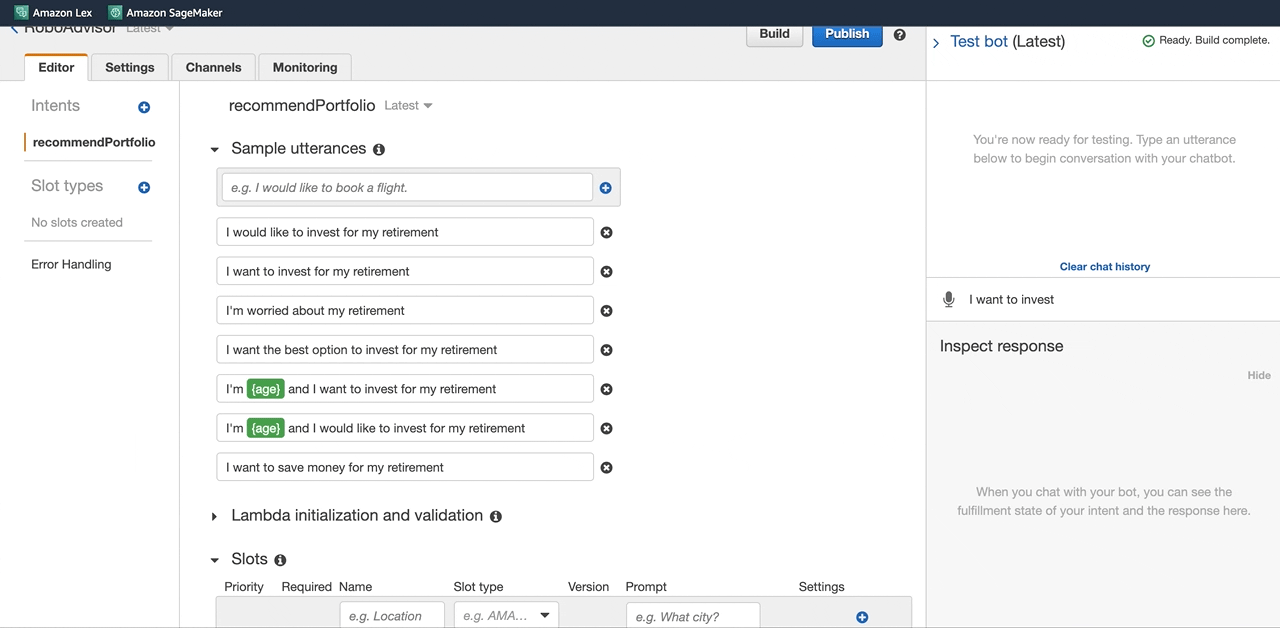 Amazon Lex Amazon SageMaker
RoboAdvisor Latest
Build Publish
Editor Settings Channels Monitoring
Intents
recommendPortfolio
Slot types
No slots created
Error Handling
recommendPortfolio Latest
Sample utterances
e.g. I would like to book a flight.
I would like to invest for my retirement
I want to invest for my retirement
I'm worried about my retirement
I want the best option to invest for my retirement
I'm {age} and I want to invest for my retirement
I'm {age} and I would like to invest for my retirement
I want to save money for my retirement
Lambda initialization and validation
Slots
Priority Required Name Slot type Version Prompt Settings
e.g. Location e.g. AMA... e.g. What city?
Test bot (Latest) Ready. Build complete.
You're now ready for testing. Type an utterance
below to begin conversation with your chatbot.
Clear chat history
I want to invest
Inspect response
Hide
When you chat with your bot, you can see the
fulfillment state of your intent and the response here.